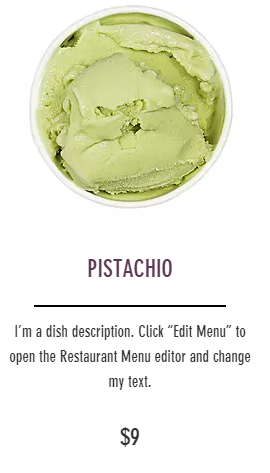 PISTACHIO
I'm a dish description. Click “Edit Menu” to
open the Restaurant Menu editor and change
my text.
$9